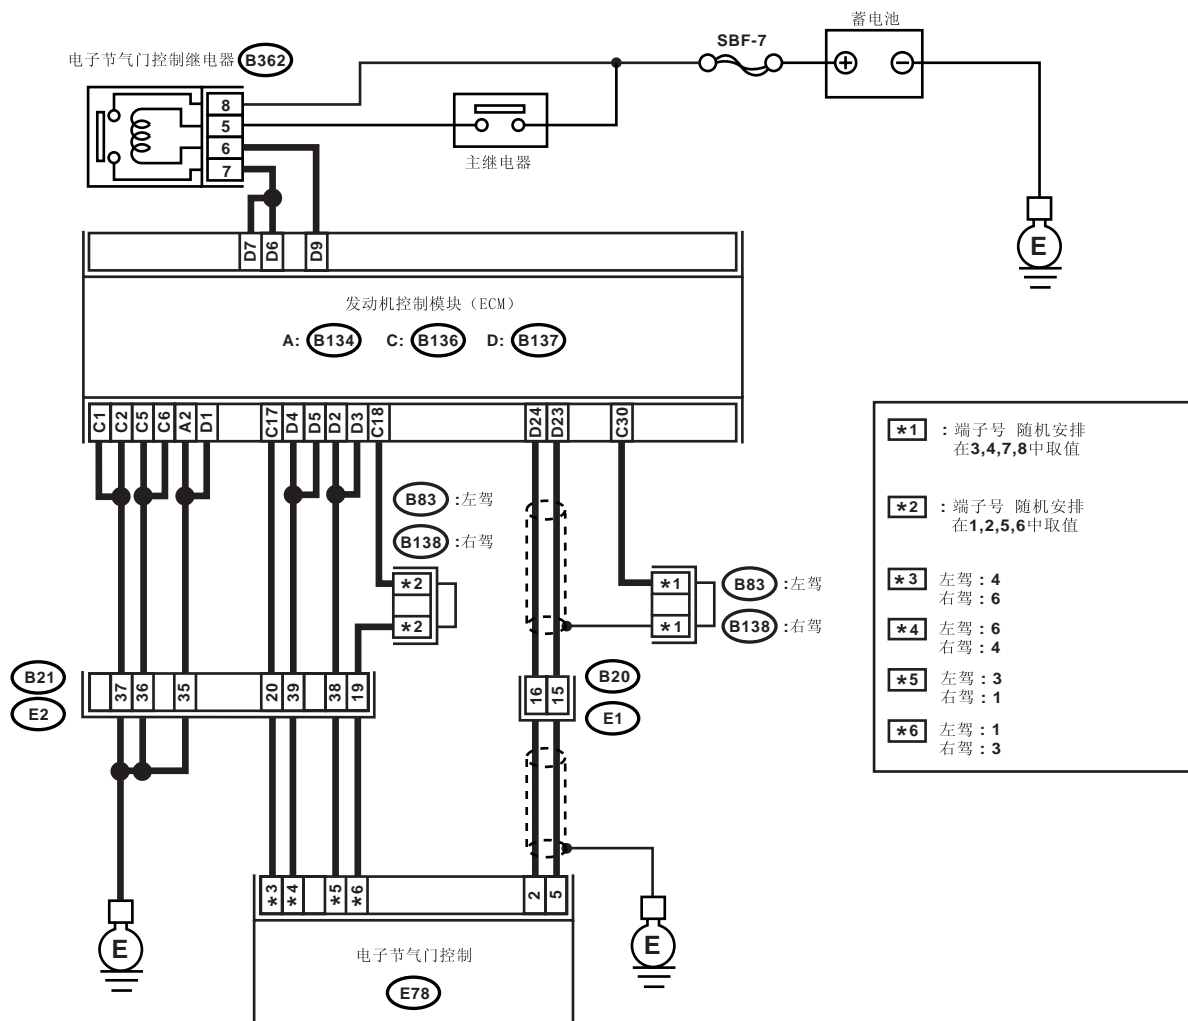 蓄电池
SBF-7
电子节气门控制继电器 B362
8
5
6
7
主继电器
E
D7 D6 D9
发动机控制模块（ECM）
A: B134 C: B136 D: B137
C1 C2 C5 C6 A2 D1 C17 D4 D5 D2 D3 C18 D24 D23 C30
B83 :左驾
B138 :右驾
*2
*2
*1
*1
B83 :左驾
B138 :右驾
B21
E2
37 36 35 20 39 38 19
16 15
B20
E1
*3 *4 *5 *6 2 5
E
E
电子节气门控制
E78
*1 : 端子号 随机安排
在3,4,7,8中取值
*2 : 端子号 随机安排
在1,2,5,6中取值
*3 左驾 : 4
右驾 : 6
*4 左驾 : 6
右驾 : 4
*5 左驾 : 3
右驾 : 1
*6 左驾 : 1
右驾 : 3